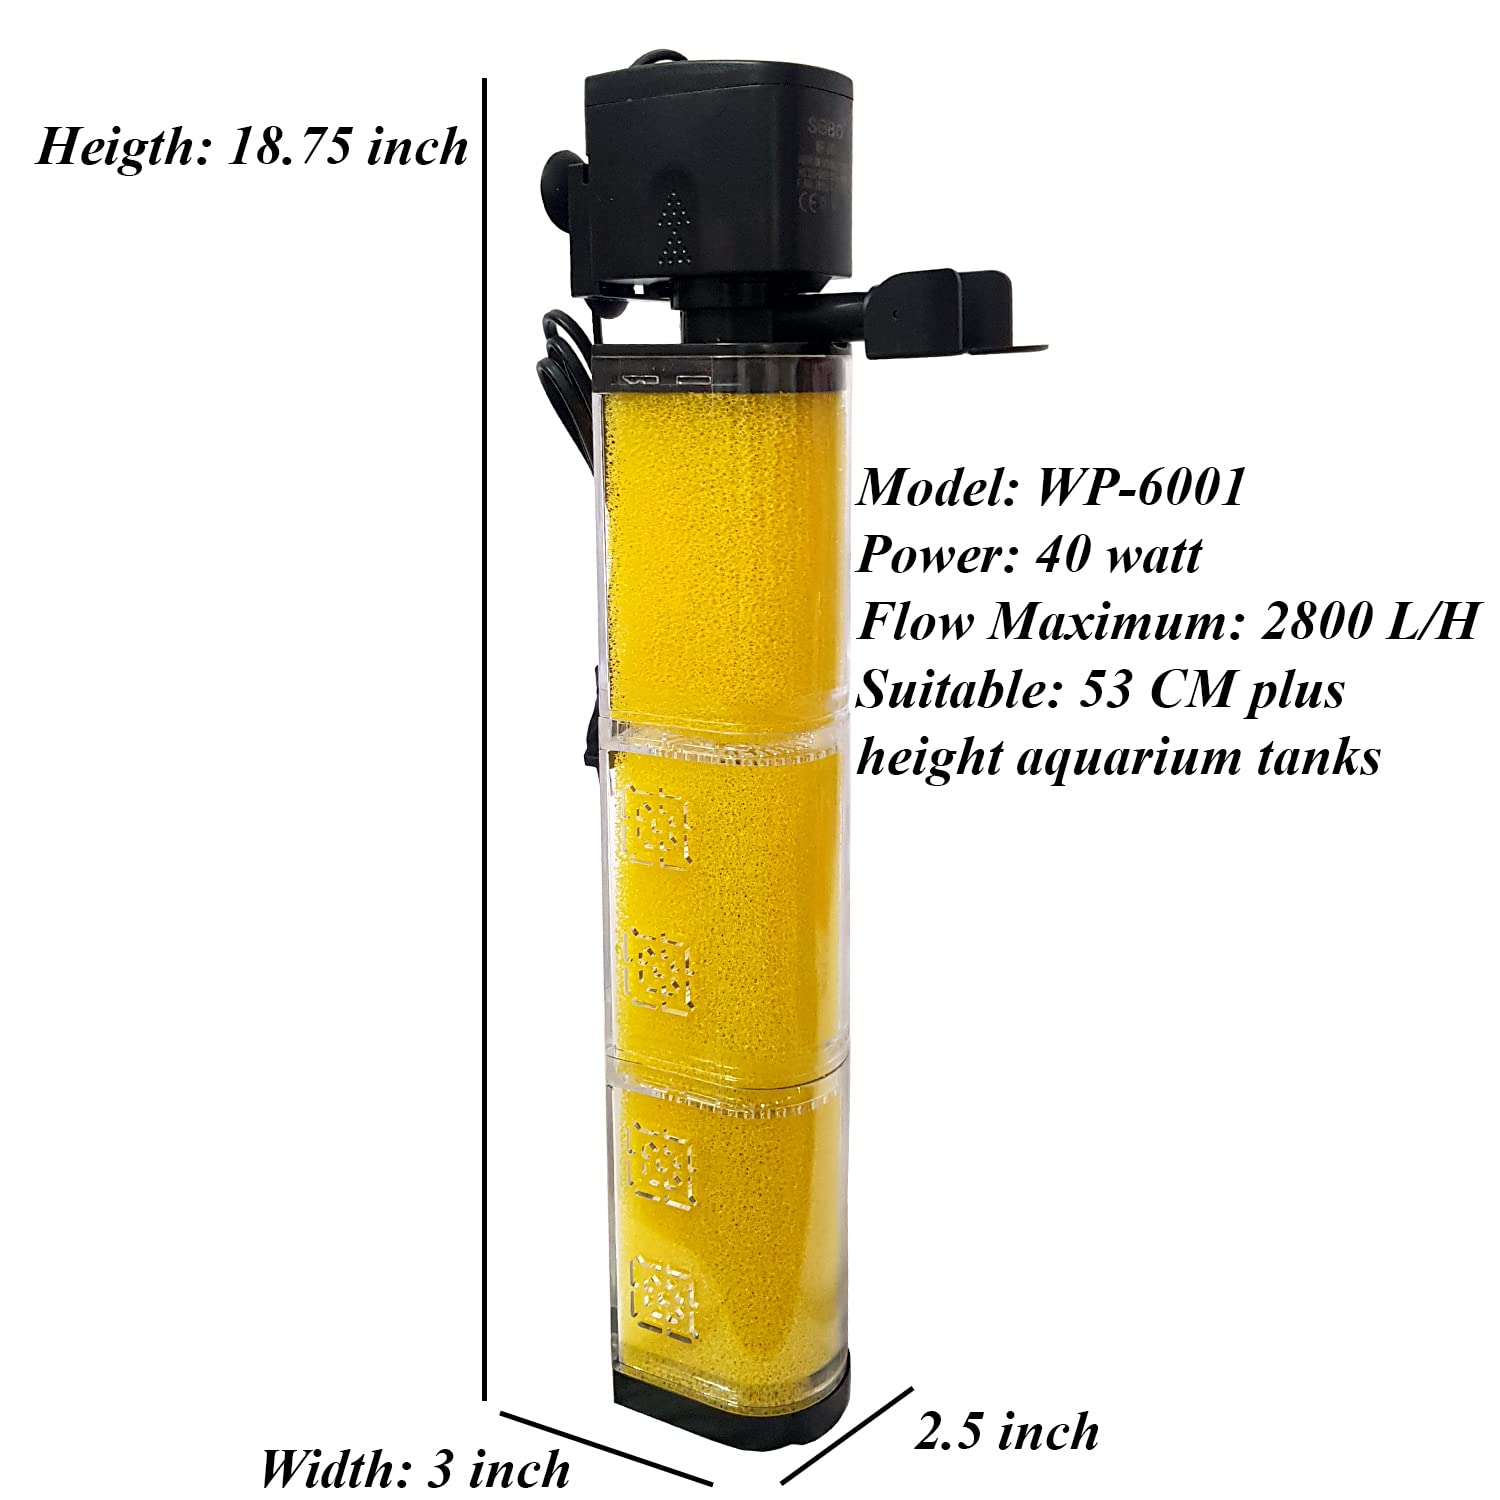 Heigth: 18.75 inch
SOBO
CE
Model: WP-6001
Power: 40 watt
Flow Maximum: 2800 L/H
Suitable: 53 CM plus
height aquarium tanks
2.5 inch
Width: 3 inch